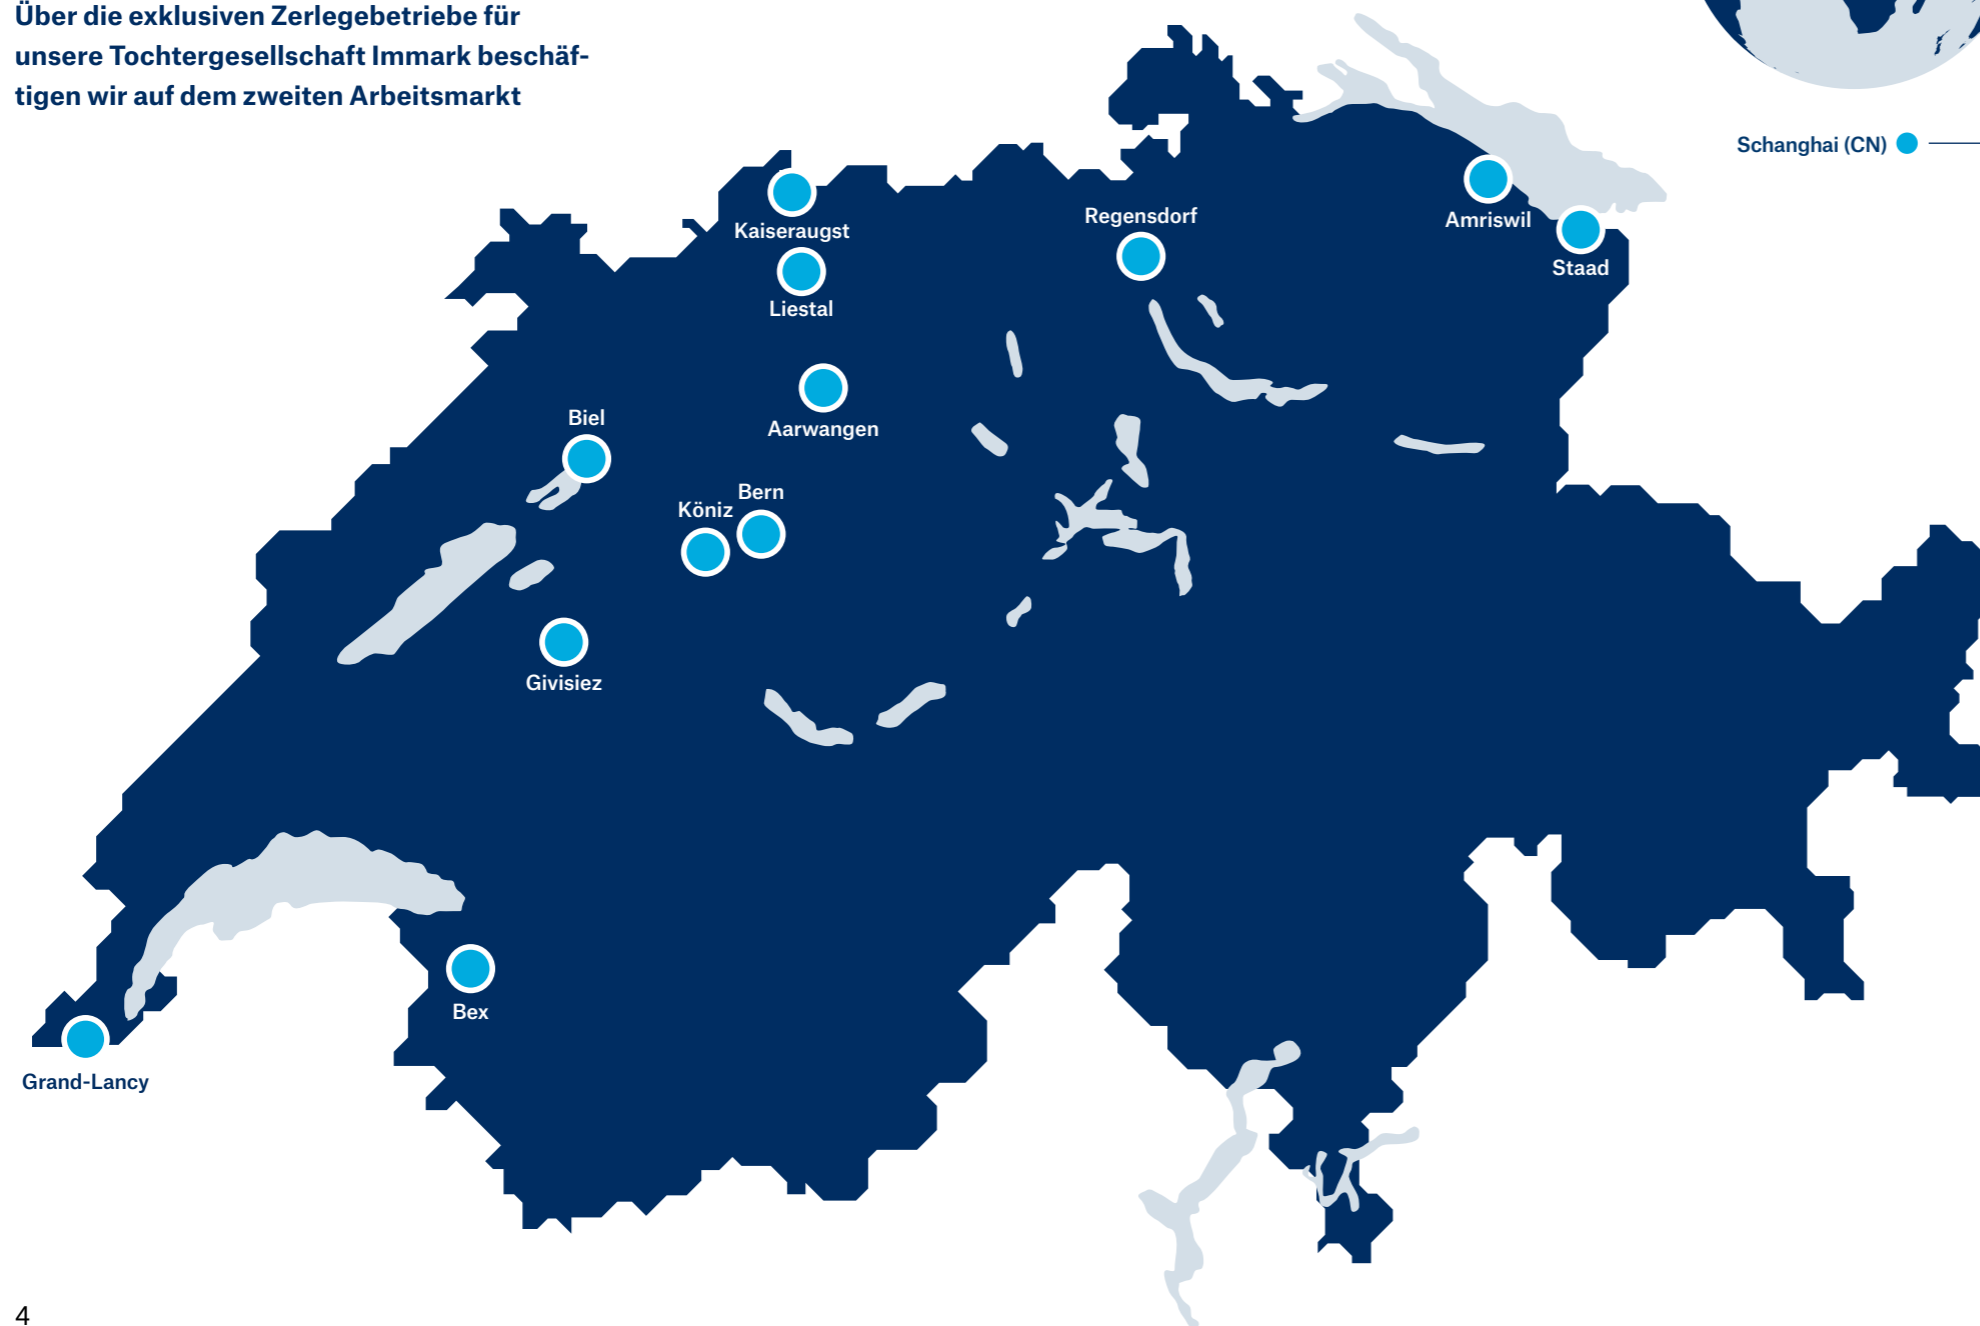 Über die exklusiven Zerlegebetriebe für
unsere Tochtergesellschaft Immark beschäf-
tigen wir auf dem zweiten Arbeitsmarkt
Schanghai (CN)
Kaiseraugst
Regensdorf
Amriswil
Staad
Liestal
Biel
Aarwangen
Bern
Köniz
Givisiez
Bex
Grand-Lancy
4